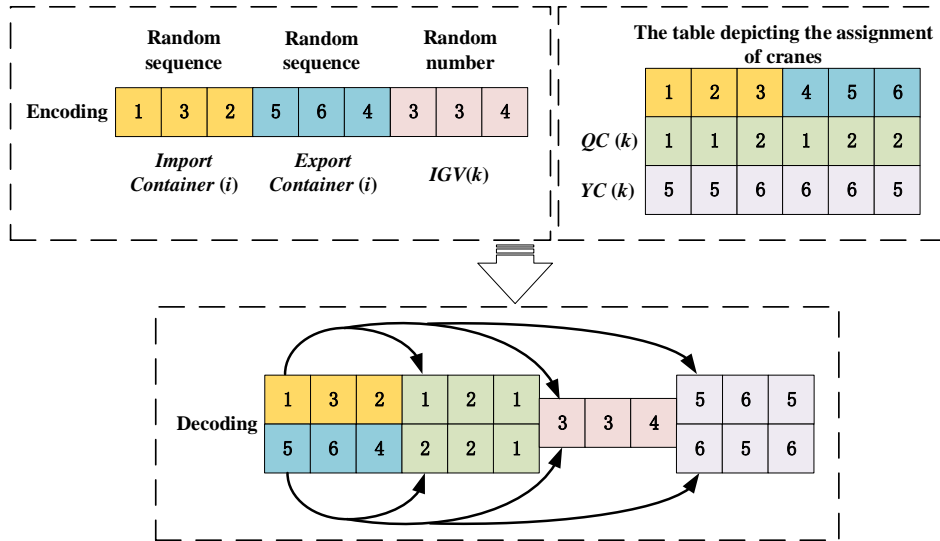 Random sequence
Random sequence
Random number
Encoding
1 3 2 5 6 4 3 3 4
Import Container (i)
Export Container (i)
IGV(k)
The table depicting the assignment
of cranes
1 2 3 4 5 6
QC (k) 1 1 2 1 2 2
YC (k) 5 5 6 6 6 5
Decoding
1 3 2 1 2 1
5 6 4 2 2 1
3 3 4
5 6 5
6 5 6